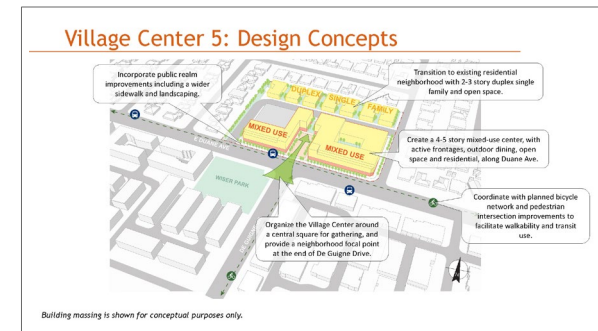 Village Center 5: Design Concepts
Incorporate public realm
improvements including a wider
sidewalk and landscaping.
Transition to existing residential
neighborhood with 2-3 story duplex single
family and open space.
DUPLEX SINGLE FAMILY
MIXED USE
MIXED USE
Create a 4-5 story mixed-use center, with
active frontages, outdoor dining, open
space and residential, along Duane Ave.
E DUANE AVE
WISER PARK
Coordinate with planned bicycle
network and pedestrian
intersection improvements to
facilitate walkability and transit
use.
Organize the Village Center around
a central square for gathering, and
provide a neighborhood focal point
at the end of De Guigne Drive.
Building massing is shown for conceptual purposes only.